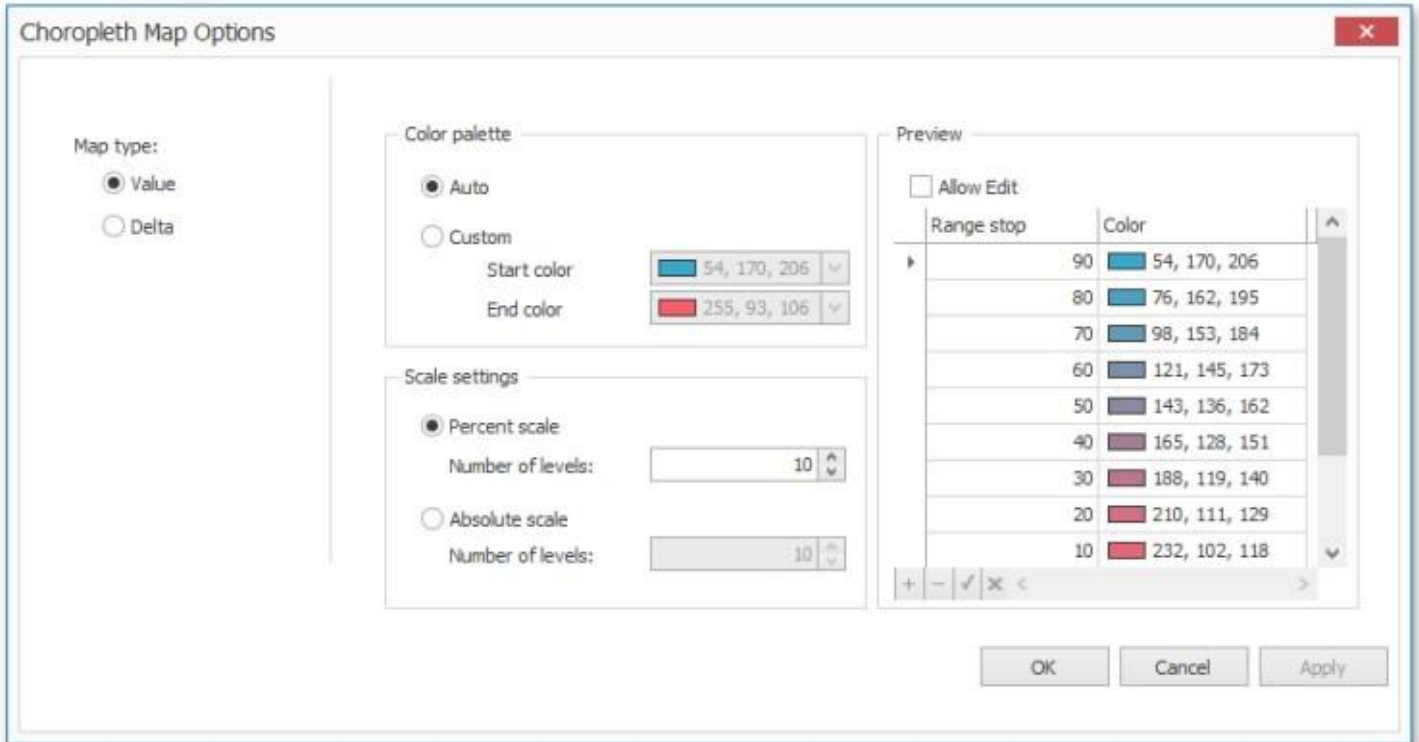 Choropleth Map Options
Map type:
Value
Delta
Color palette
Auto
Custom
Start color 54, 170, 206
End color 255, 93, 106
Scale settings
Percent scale
Number of levels: 10
Absolute scale
Number of levels: 10
Preview
Allow Edit
Range stop Color
90 54, 170, 206
80 76, 162, 195
70 98, 153, 184
60 121, 145, 173
50 143, 136, 162
40 165, 128, 151
30 188, 119, 140
20 210, 111, 129
10 232, 102, 118
OK Cancel Apply